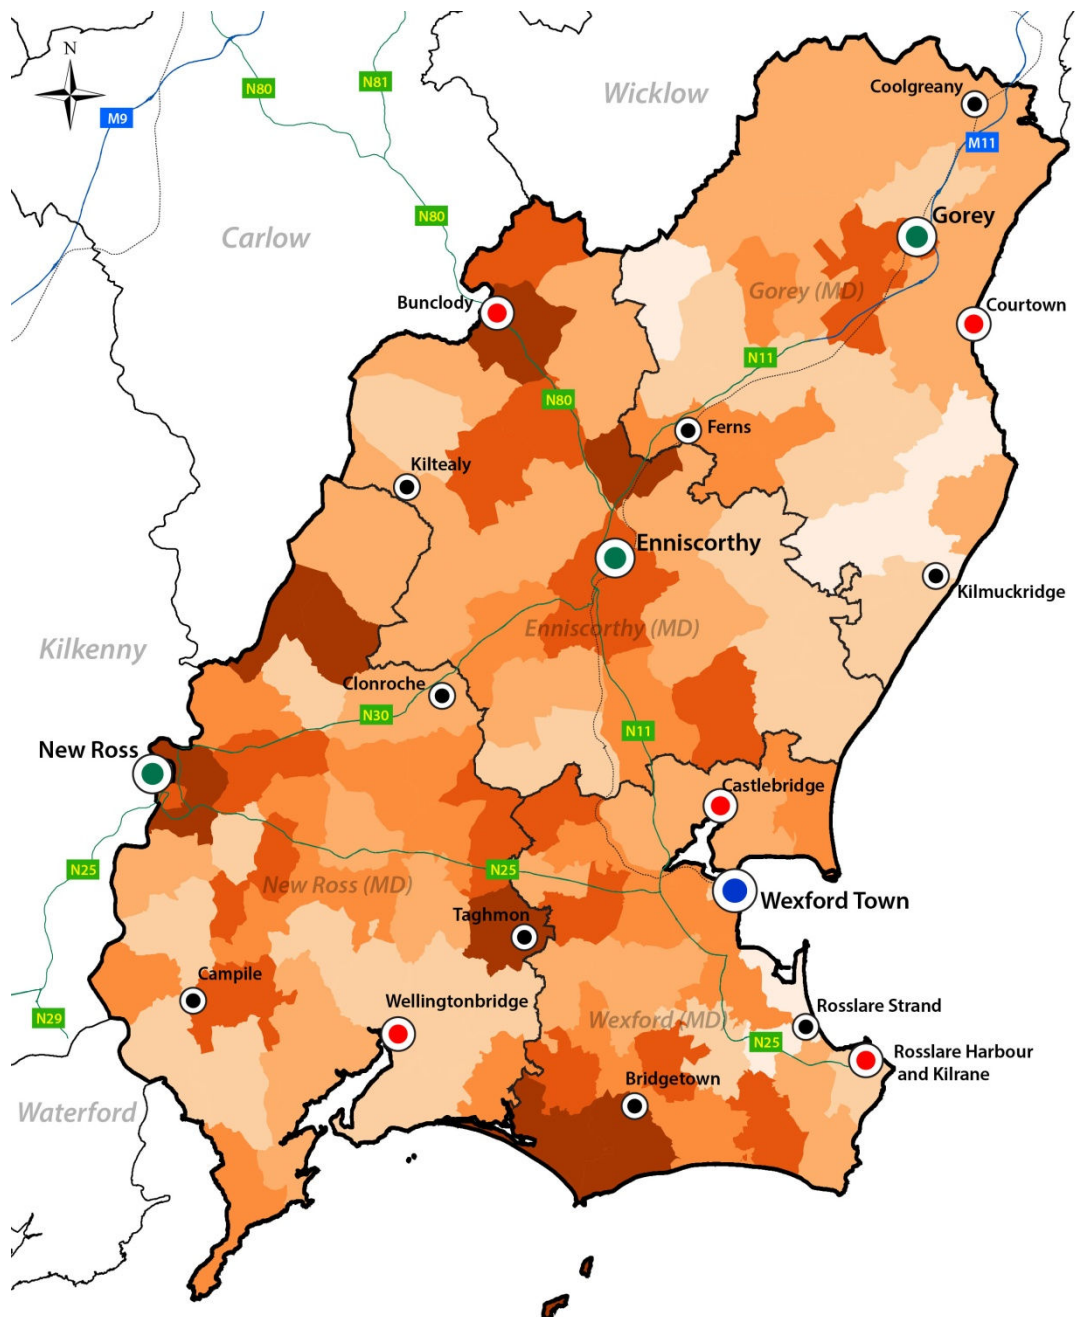 N
N80
N81
Wicklow
Coolgreany
M9
M11
N80
Gorey
Carlow
Bunclody
Gorey (MD)
Courtown
N11
N80
Ferns
Kiltealy
Enniscorthy
Kilmuckridge
Enniscorthy (MD)
Kilkenny
Clonroche
N30
N11
New Ross
Castlebridge
N25
N25
New Ross (MD)
Wexford Town
Taghmon
Campile
Wellingtonbridge
Rosslare Strand
N29
Wexford (MD)
N25
Rosslare Harbour
and Kilrane
Bridgetown
Waterford